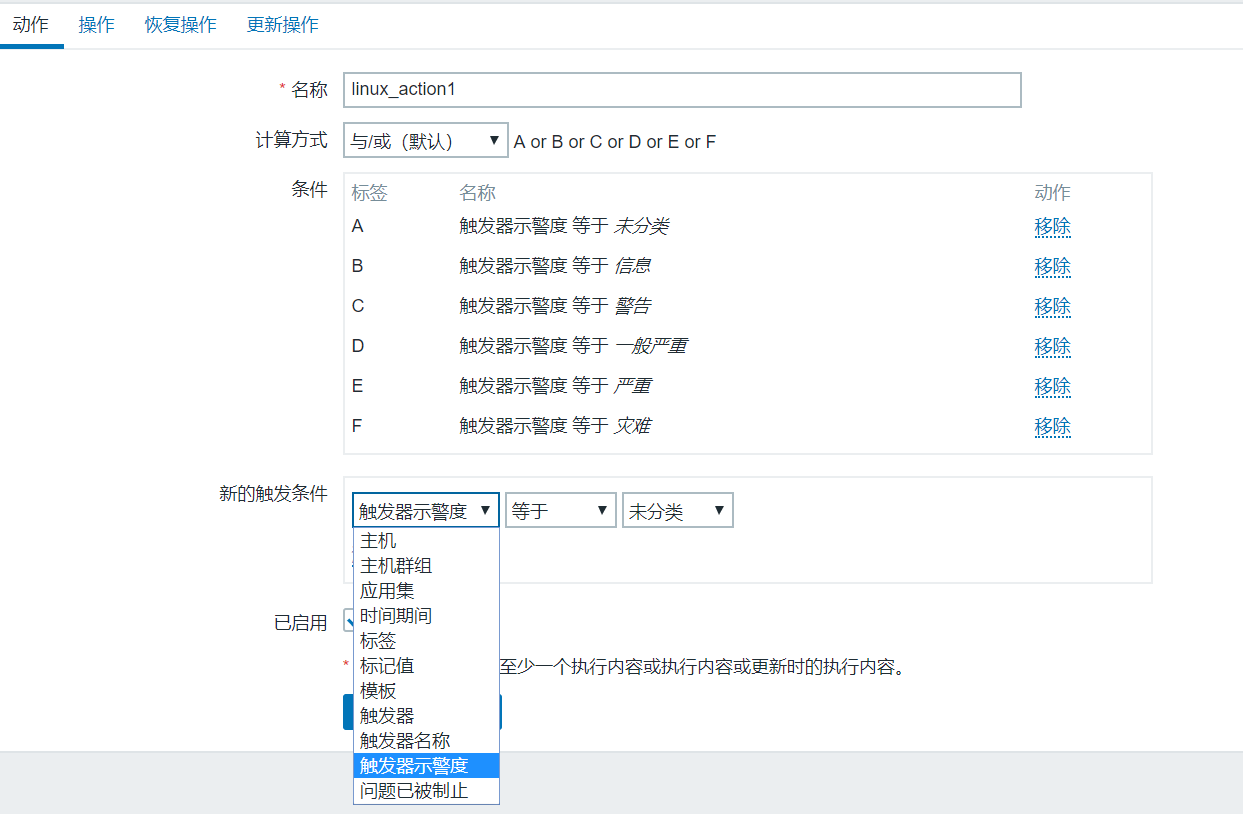 动作 操作 恢复操作 更新操作
* 名称 linux_action1
计算方式 与/或（默认） A or B or C or D or E or F
条件 标签 名称 动作
A 触发器示警度 等于 未分类 移除
B 触发器示警度 等于 信息 移除
C 触发器示警度 等于 警告 移除
D 触发器示警度 等于 一般严重 移除
E 触发器示警度 等于 严重 移除
F 触发器示警度 等于 灾难 移除
新的触发条件 触发器示警度 等于 未分类
主机
主机群组
应用集
已启用 时间期间
标签
* 标记值 至少一个执行内容或执行内容或更新时的执行内容。
模板
触发器
触发器名称
触发器示警度
问题已被制止